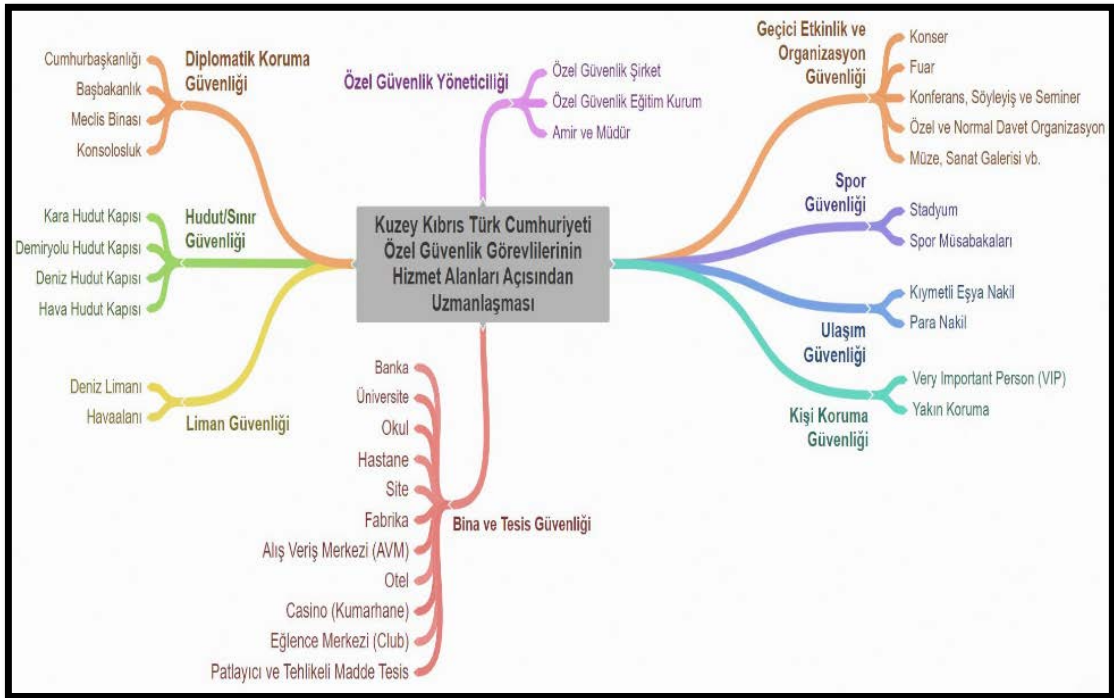 Kuzey Kıbrıs Türk Cumhuriyeti
Özel Güvenlik Görevlilerinin
Hizmet Alanları Açısından
Uzmanlaşması
Diplomatik Koruma
Güvenliği
Cumhurbaşkanlığı
Başbakanlık
Meclis Binası
Konsolosluk
Hudut/Sınır
Güvenliği
Kara Hudut Kapısı
Demiryolu Hudut Kapısı
Deniz Hudut Kapısı
Hava Hudut Kapısı
Liman Güvenliği
Deniz Limanı
Havaalanı
Özel Güvenlik Yöneticiliği
Özel Güvenlik Şirket
Özel Güvenlik Eğitim Kurum
Amir ve Müdür
Bina ve Tesis Güvenliği
Banka
Üniversite
Okul
Hastane
Site
Fabrika
Alış Veriş Merkezi (AVM)
Otel
Casino (Kumarhane)
Eğlence Merkezi (Club)
Patlayıcı ve Tehlikeli Madde Tesis
Geçici Etkinlik ve
Organizasyon
Güvenliği
Konser
Fuar
Konferans, Söyleyiş ve Seminer
Özel ve Normal Davet Organizasyon
Müze, Sanat Galerisi vb.
Spor
Güvenliği
Stadyum
Spor Müsabakaları
Ulaşım
Güvenliği
Kıymetli Eşya Nakil
Para Nakil
Kişi Koruma
Güvenliği
Very Important Person (VIP)
Yakın Koruma